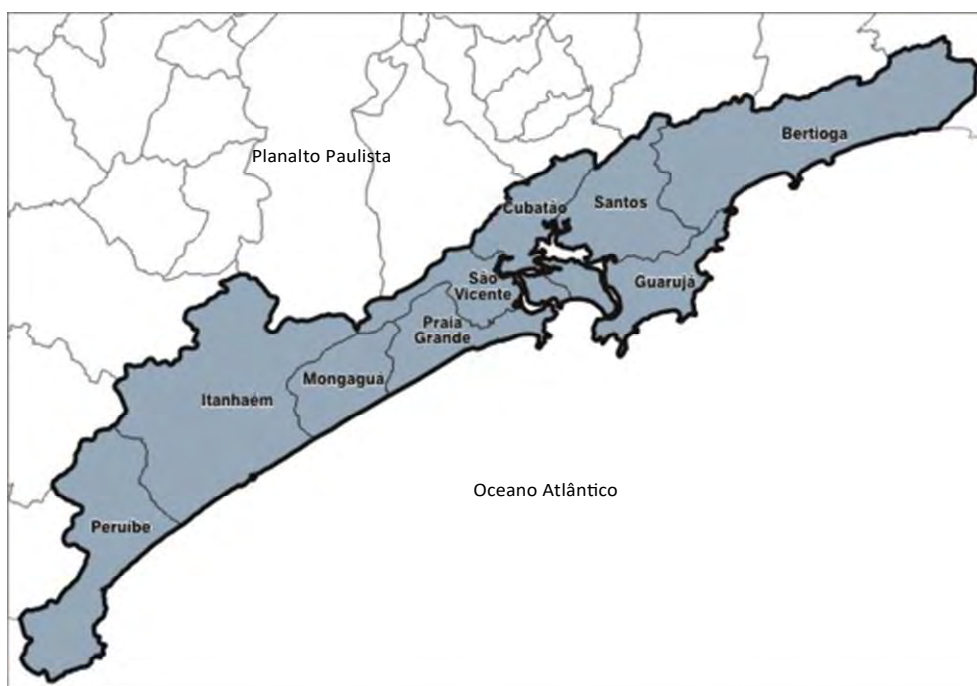 Bertioga
Planalto Paulista
Cubatão
Santos
São
Vicente
Guarujá
Praia
Grande
Mongaguá
Itanhaém
Oceano Atlântico
Peruíbe